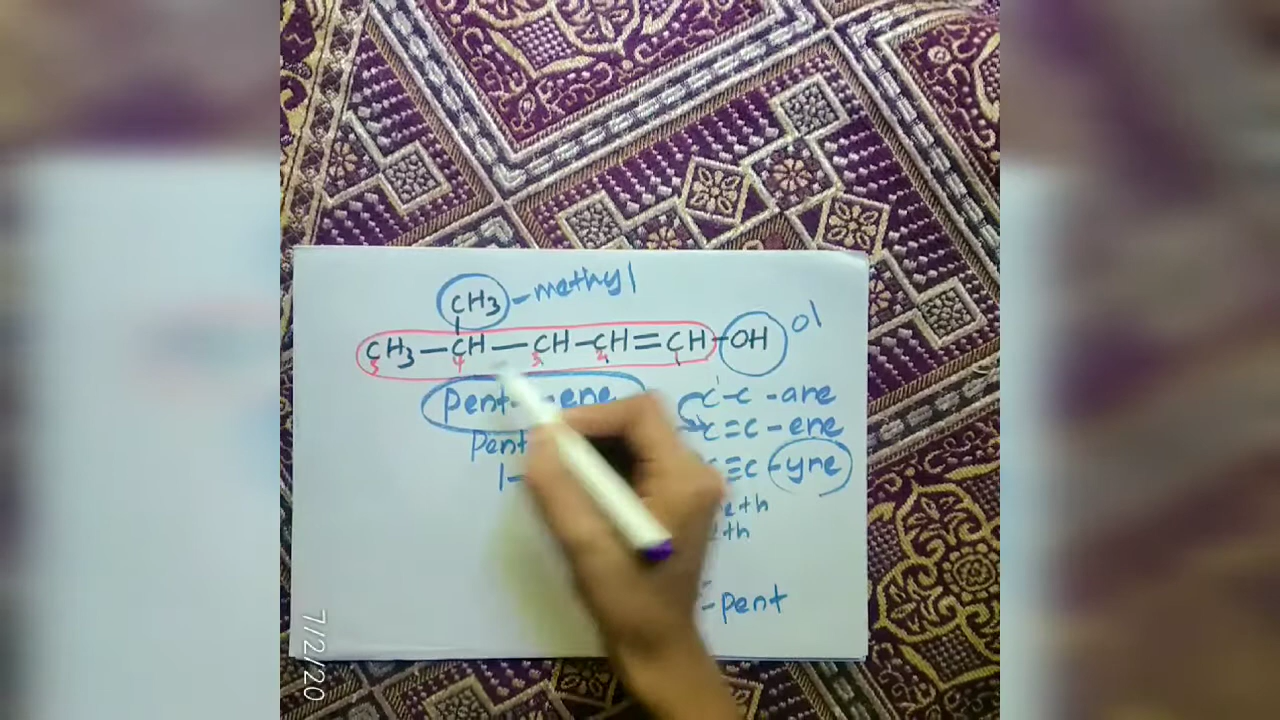 CH3 - methyl
CH3 — CH — CH — CH = CH - OH ol
5 4 3 2 1
Pent - ene
C-C - ane
Pent
C=C - ene
1-
C≡C - yne
eth
- pent
7/2/20